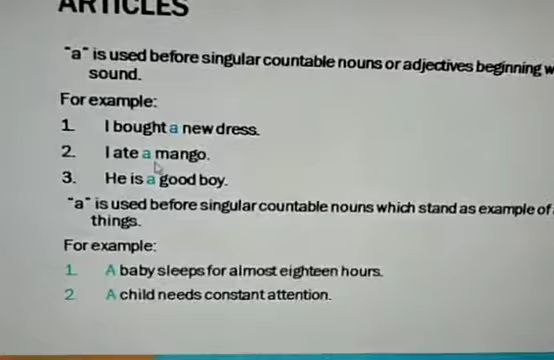 ARTICLES
"a" is used before singular countable nouns or adjectives beginning
sound.
For example:
1. I bought a new dress.
2. I ate a mango.
3. He is a good boy.
"a" is used before singular countable nouns which stand as example of
things.
For example:
1. A baby sleeps for almost eighteen hours.
2. A child needs constant attention.